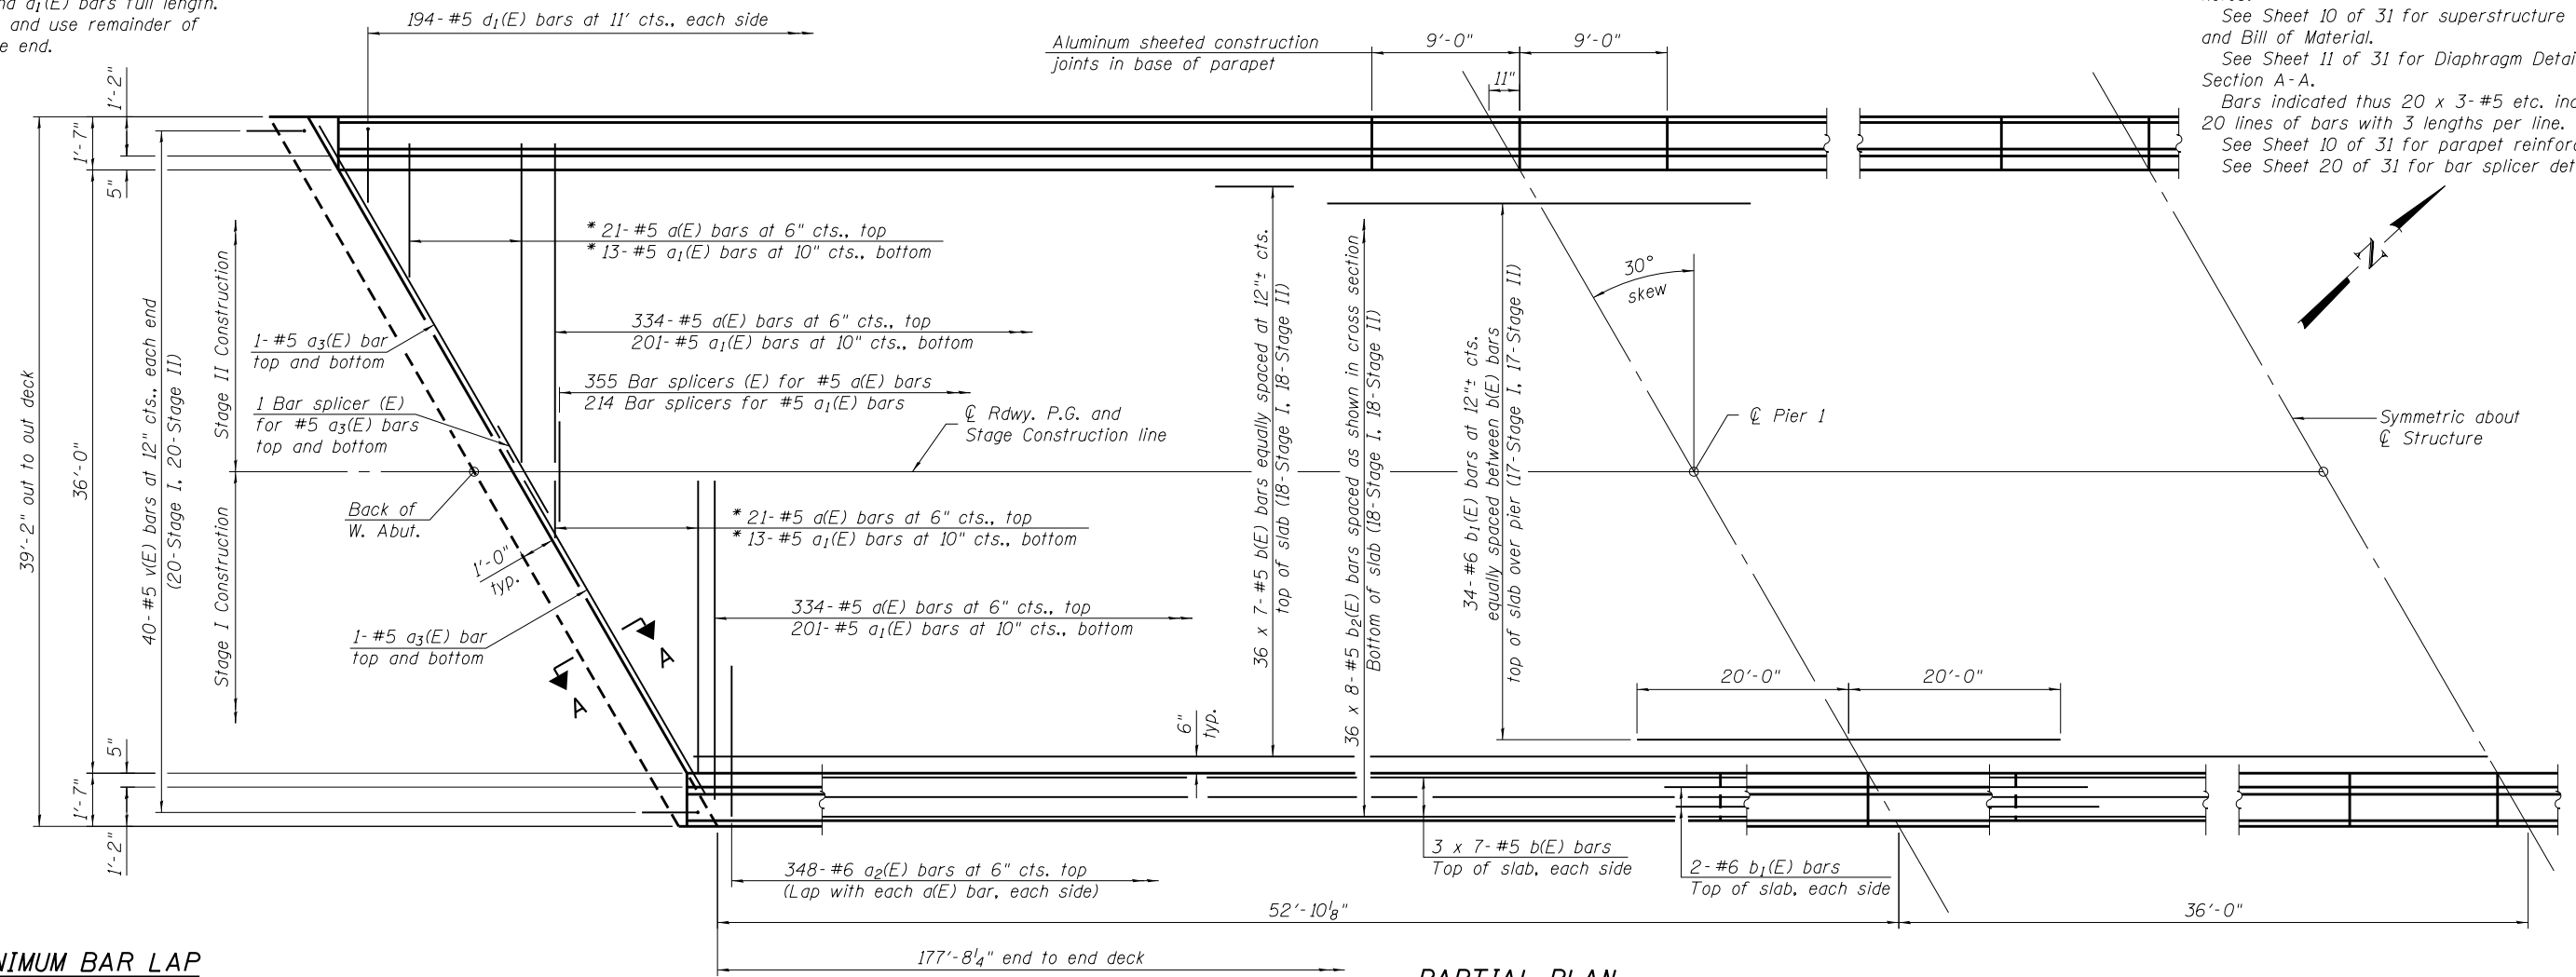 a₁(E) bars full length.
and use remainder of
end.
194-#5 d₁(E) bars at 11' cts., each side
Aluminum sheeted construction
joints in base of parapet
9'-0"
9'-0"
11"
See Sheet 10 of 31 for superstructure
and Bill of Material.
See Sheet 11 of 31 for Diaphragm
Section A-A.
Bars indicated thus 20 x 3-#5 etc.
20 lines of bars with 3 lengths per line.
See Sheet 10 of 31 for parapet
See Sheet 20 of 31 for bar splicer
1'-2"
1'-7"
5"
39'-2" out to out deck
36'-0"
40-#5 v(E) bars at 12" cts., each end
(20-Stage I, 20-Stage II)
Stage II Construction
Stage I Construction
* 21-#5 a(E) bars at 6" cts., top
* 13-#5 a₁(E) bars at 10" cts., bottom
334-#5 a(E) bars at 6" cts., top
201-#5 a₁(E) bars at 10" cts., bottom
355 Bar splicers (E) for #5 a(E) bars
214 Bar splicers for #5 a₁(E) bars
1-#5 a₃(E) bar
top and bottom
1 Bar splicer (E)
for #5 a₃(E) bars
top and bottom
℄ Rdwy. P.G. and
Stage Construction line
Back of
W. Abut.
1'-0"
typ.
* 21-#5 a(E) bars at 6" cts., top
* 13-#5 a₁(E) bars at 10" cts., bottom
334-#5 a(E) bars at 6" cts., top
201-#5 a₁(E) bars at 10" cts., bottom
1-#5 a₃(E) bar
top and bottom
A
A
36 x 7-#5 b(E) bars equally spaced at 12"± cts.
top of slab (18-Stage I, 18-Stage II)
36 x 8-#5 b₂(E) bars spaced as shown in cross section
Bottom of slab (18-Stage I, 18-Stage II)
34-#6 b₁(E) bars at 12"± cts.
equally spaced between b(E) bars
top of slab over pier (17-Stage I, 17-Stage II)
30°
skew
℄ Pier 1
N
Symmetric about
℄ Structure
20'-0"
20'-0"
6"
typ.
5"
1'-7"
1'-2"
348-#6 a₂(E) bars at 6" cts. top
(Lap with each a(E) bar, each side)
3 x 7-#5 b(E) bars
Top of slab, each side
2-#6 b₁(E) bars
Top of slab, each side
52'-10⅛"
36'-0"
177'-8¼" end to end deck
BAR LAP